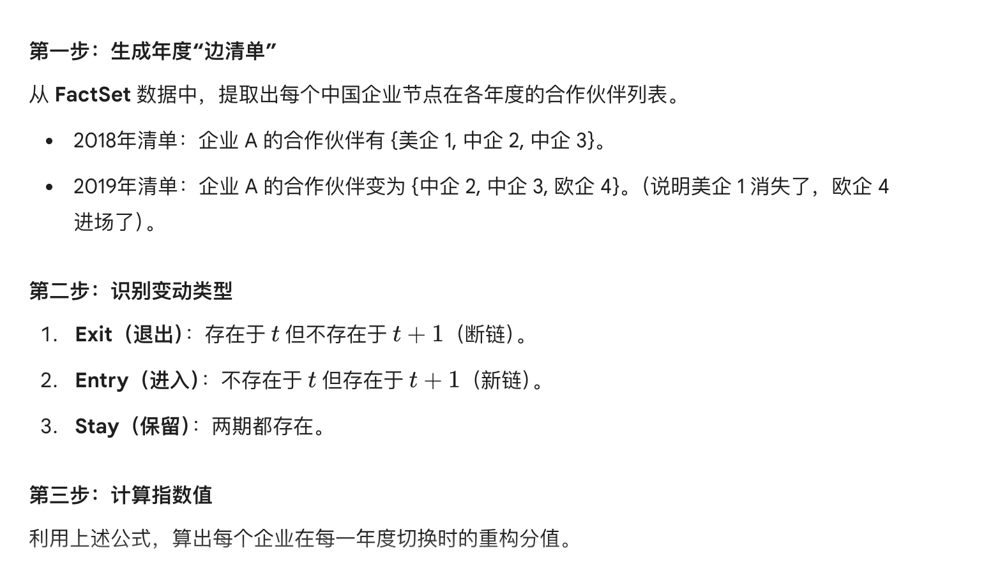 第一步：生成年度“边清单”
从 FactSet 数据中，提取出每个中国企业节点在各年度的合作伙伴列表。
• 2018年清单：企业 A 的合作伙伴有 {美企 1, 中企 2, 中企 3}。
• 2019年清单：企业 A 的合作伙伴变为 {中企 2, 中企 3, 欧企 4}。（说明美企 1 消失了，欧企 4
进场了）。
第二步：识别变动类型
1. Exit（退出）：存在于 t 但不存在于 t + 1（断链）。
2. Entry（进入）：不存在于 t 但存在于 t + 1（新链）。
3. Stay（保留）：两期都存在。
第三步：计算指数值
利用上述公式，算出每个企业在每一年度切换时的重构分值。